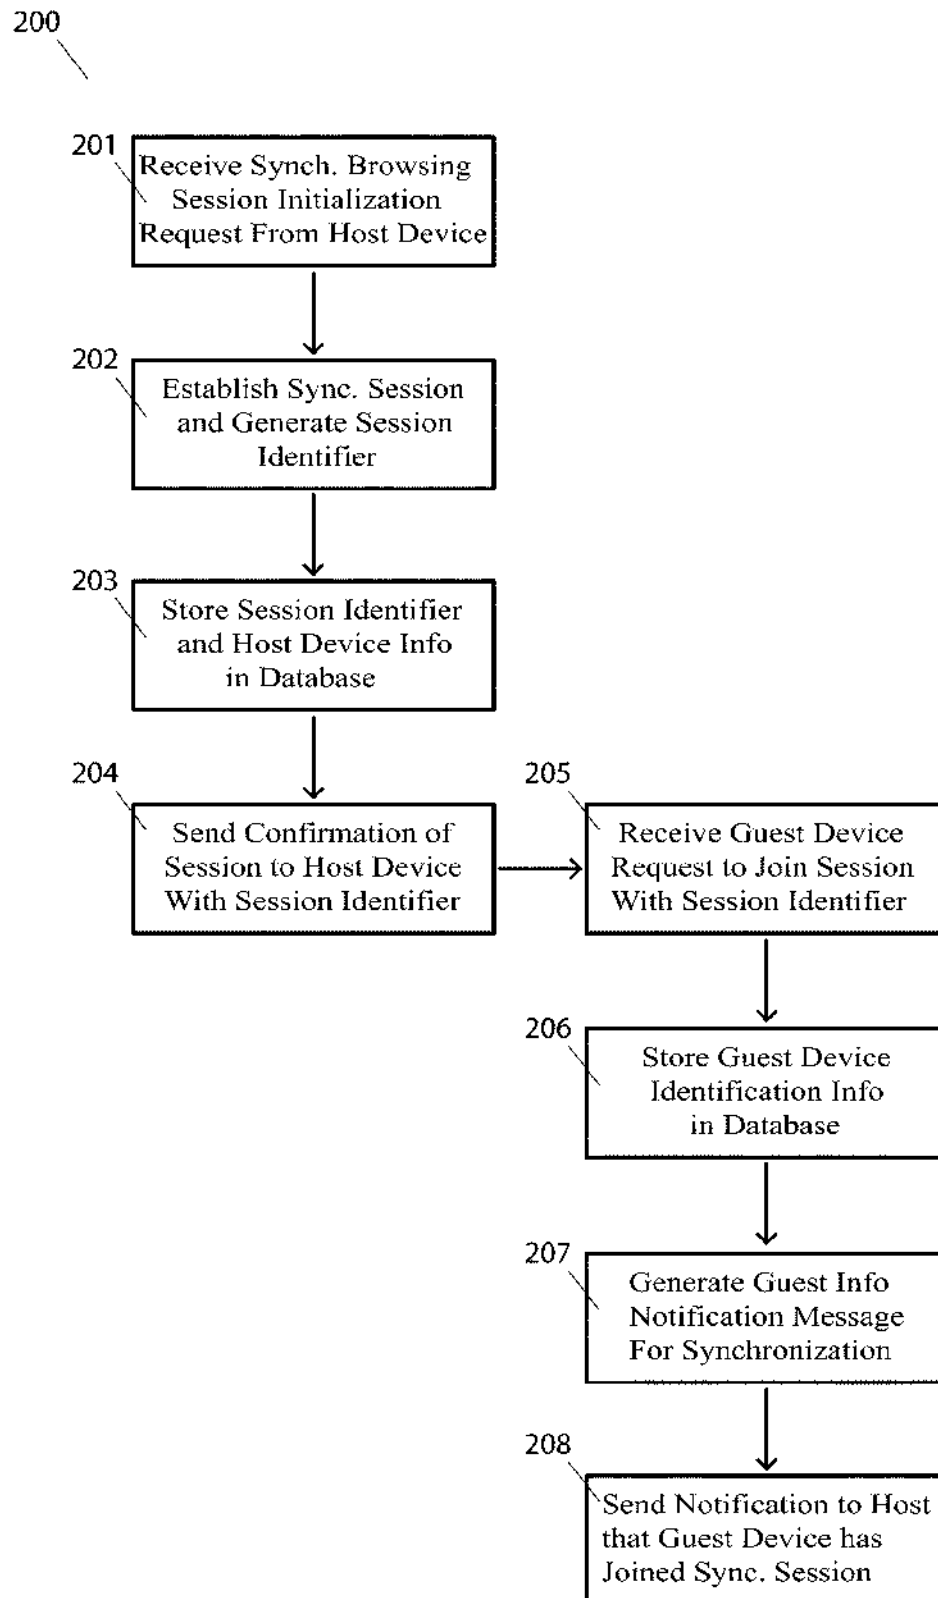 200
201
Receive Synch. Browsing
Session Initialization
Request From Host Device
202
Establish Sync. Session
and Generate Session
Identifier
203
Store Session Identifier
and Host Device Info
in Database
204
Send Confirmation of
Session to Host Device
With Session Identifier
205
Receive Guest Device
Request to Join Session
With Session Identifier
206
Store Guest Device
Identification Info
in Database
207
Generate Guest Info
Notification Message
For Synchronization
208
Send Notification to Host
that Guest Device has
Joined Sync. Session